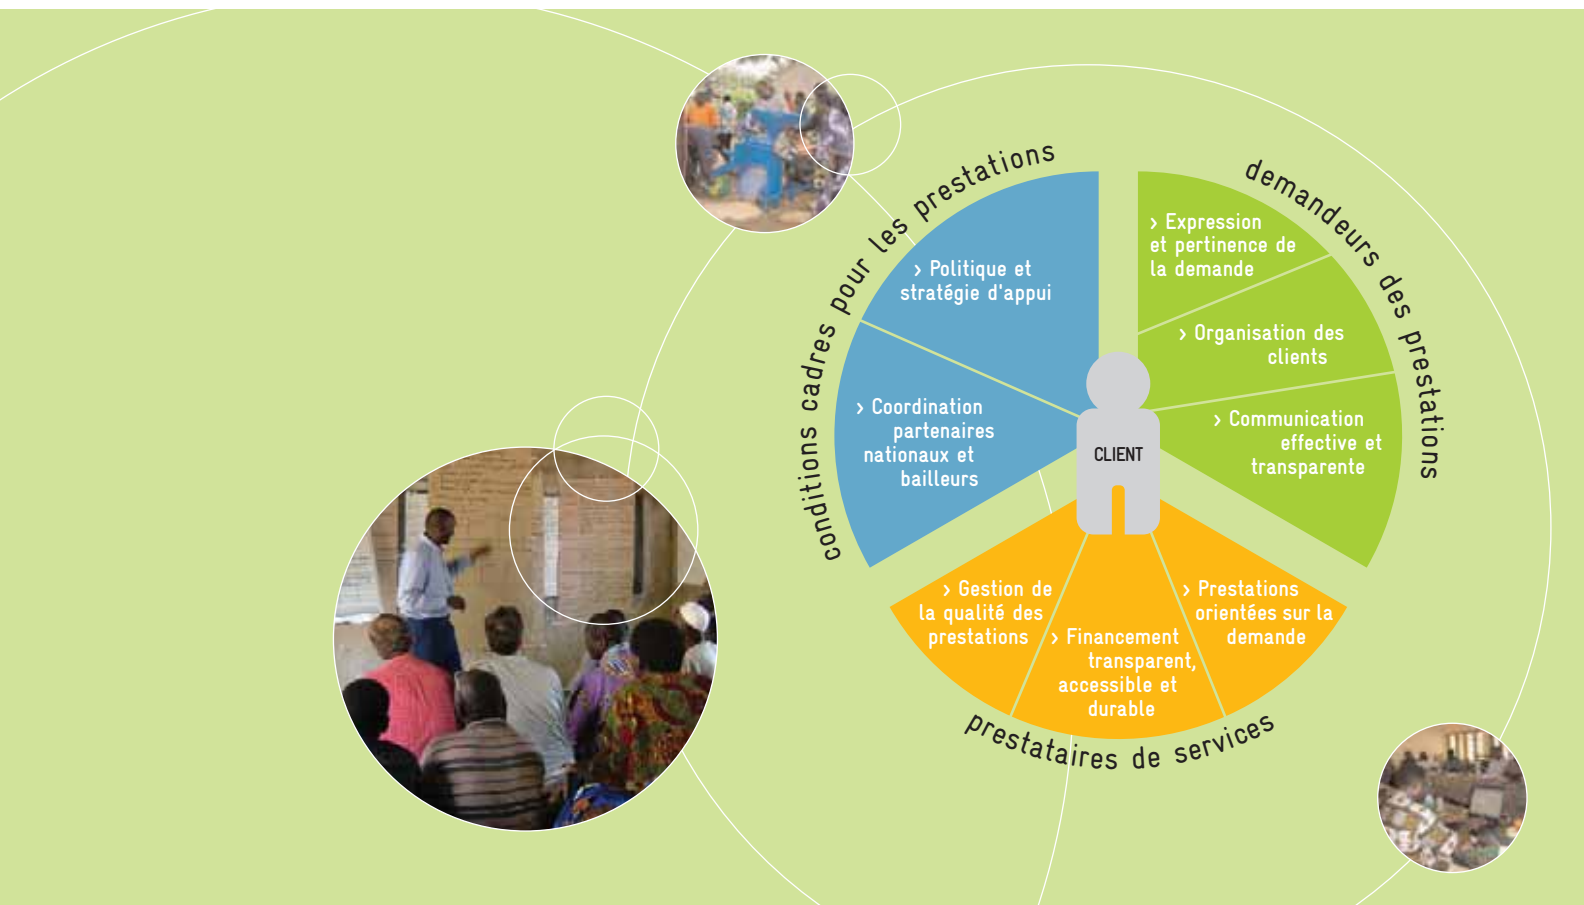 conditions cadres pour les prestations
> Politique et
stratégie d'appui
> Coordination
partenaires
nationaux et
bailleurs
demandeurs des prestations
> Expression
et pertinence de
la demande
> Organisation des
clients
> Communication
effective et
transparente
CLIENT
> Gestion de
la qualité des
prestations
> Financement
transparent,
accessible et
durable
> Prestations
orientées sur la
demande
prestataires de services